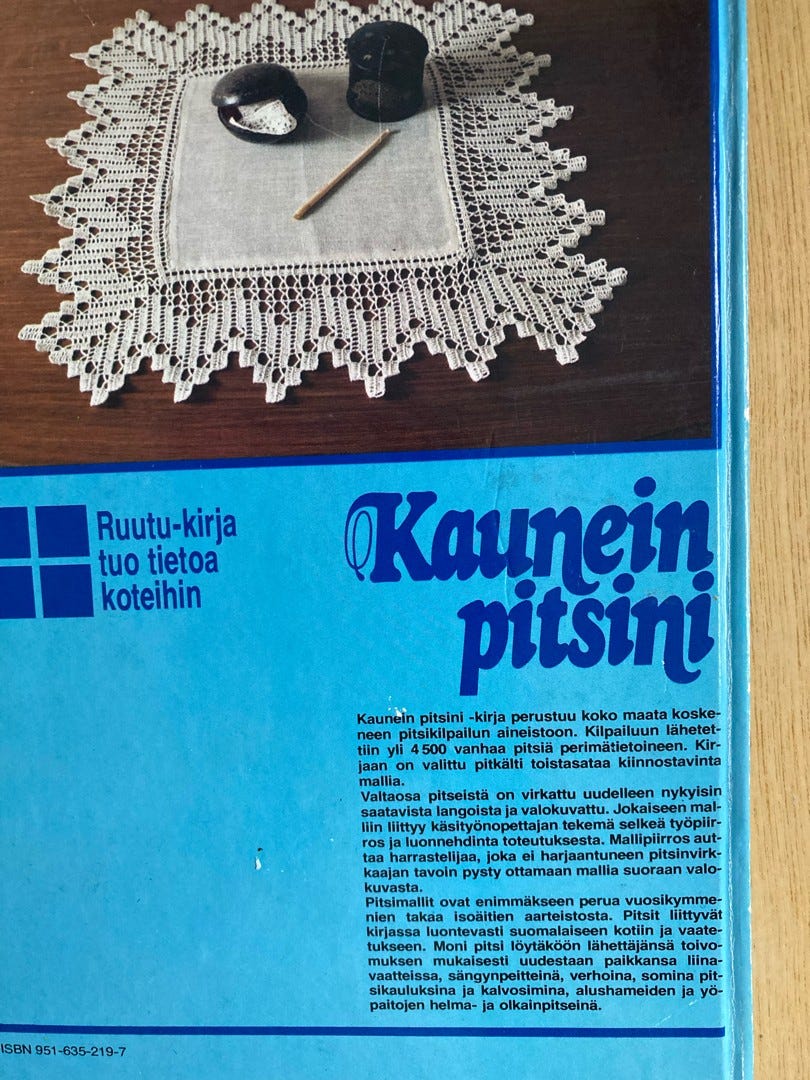 Ruutu-kirja
tuo tietoa
koteihin
Kaunein
pitsini
Kaunein pitsini -kirja perustuu koko maata koske-
neen pitsikilpailun aineistoon. Kilpailuun lähetet-
tiin yli 4 500 vanhaa pitsiä perimätietoineen. Kir-
jaan on valittu pitkälti toistasataa kiinnostavinta
mallia.
Valtaosa pitseistä on virkattu uudelleen nykyisin
saatavista langoista ja valokuvattu. Jokaiseen mal-
liin liittyy käsityönopettajan tekemä selkeä työpiir-
ros ja luonnehdinta toteutuksesta. Mallipiirros aut-
taa harrastelijaa, joka ei harjaantuneen pitsinvirk-
kaajan tavoin pysty ottamaan mallia suoraan valo-
kuvasta.
Pitsimallit ovat enimmäkseen perua vuosikymme-
nien takaa isoäitien aarteistosta. Pitsit liittyvät
kirjassa luontevasti suomalaiseen kotiin ja vaate-
tukseen. Moni pitsi löytäköön lähettäjänsä toivo-
muksen mukaisesti uudestaan paikkansa liina-
vaatteissa, sängynpeitteinä, verhoina, somina pit-
sikauluksina ja kalvosimina, alushameiden ja yö-
paitojen helma- ja olkainpitseinä.
ISBN 951-635-219-7